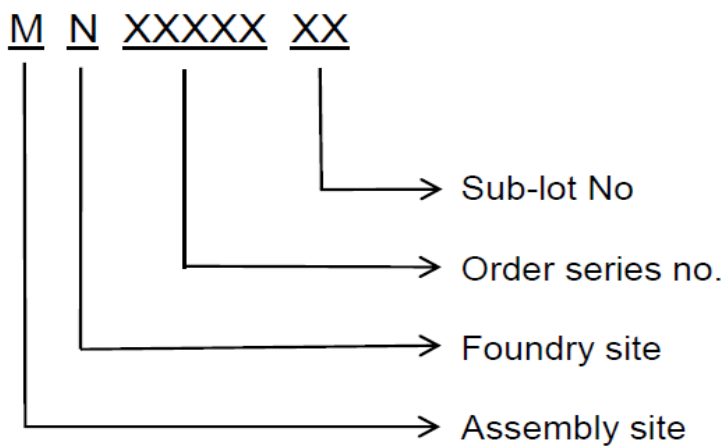 M N XXXXX XX
Sub-lot No
Order series no.
Foundry site
Assembly site